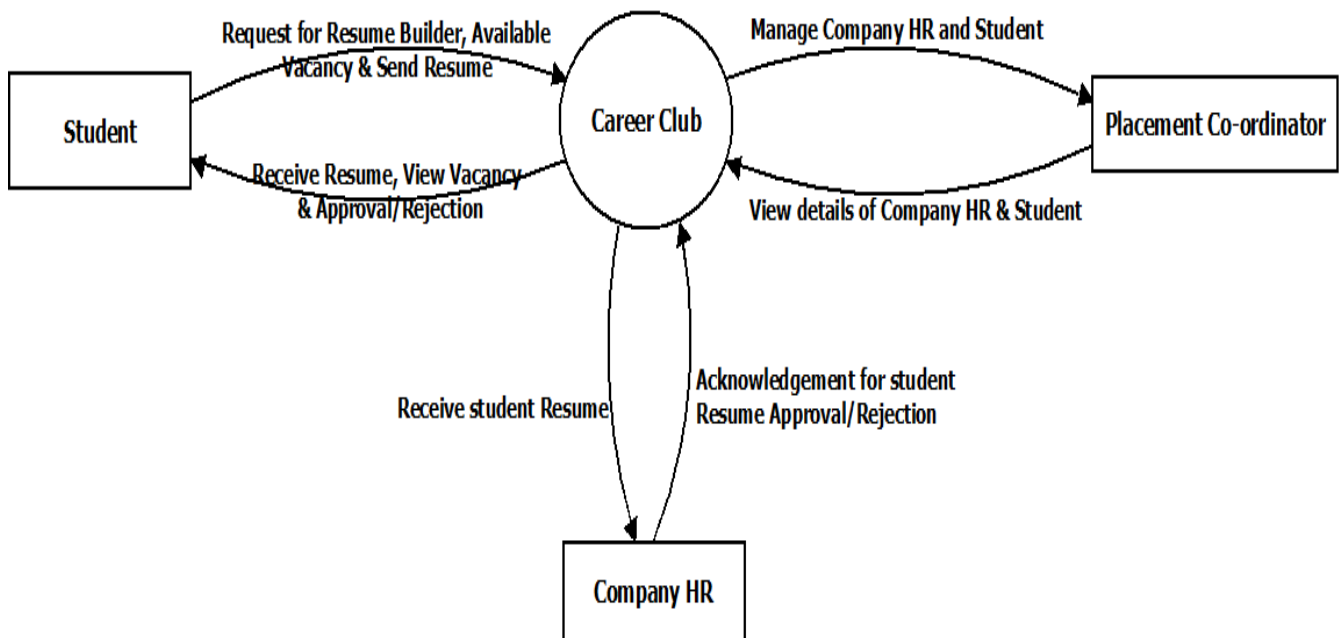 Request for Resume Builder, Available
Vacancy & Send Resume
Manage Company HR and Student
Student
Career Club
Placement Co-ordinator
Receive Resume, View Vacancy
& Approval/Rejection
View details of Company HR & Student
Receive student Resume
Acknowledgement for student
Resume Approval/Rejection
Company HR